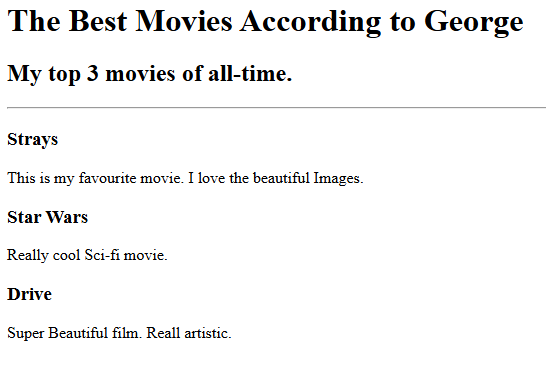 The Best Movies According to George
My top 3 movies of all-time.
Strays
This is my favourite movie. I love the beautiful Images.
Star Wars
Really cool Sci-fi movie.
Drive
Super Beautiful film. Reall artistic.